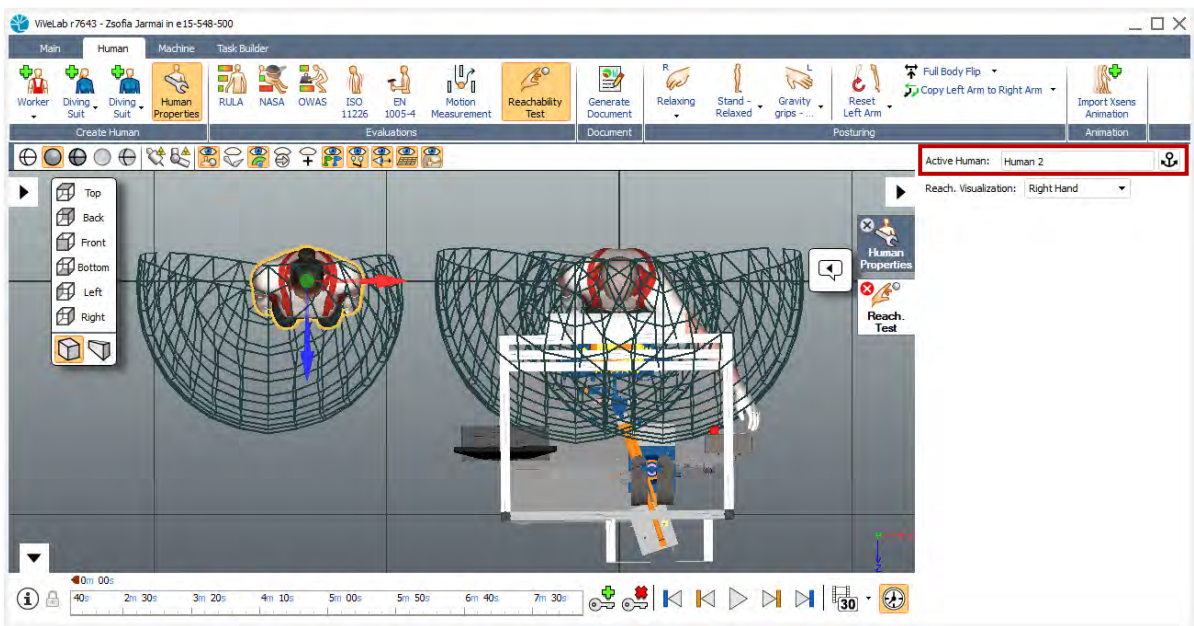 ViVeLab r7643 - Zsofia Jarmai in e15-548-500
Main Human Machine Task Builder
Worker
Diving Suit
Diving Suit
Human Properties
RULA
NASA
OWAS
ISO 11226
EN 1005-4
Motion Measurement
Reachability Test
Generate Document
R
Relaxing
Stand - Relaxed
L
Gravity grips - ...
Reset Left Arm
Full Body Flip
Copy Left Arm to Right Arm
Import Xsens Animation
Create Human
Evaluations
Document
Posturing
Animation
Active Human: Human 2
Reach. Visualization: Right Hand
Top
Back
Front
Bottom
Left
Right
Human Properties
Reach. Test
0m 00s
40s 2m 30s 3m 20s 4m 10s 5m 00s 5m 50s 6m 40s 7m 30s
30